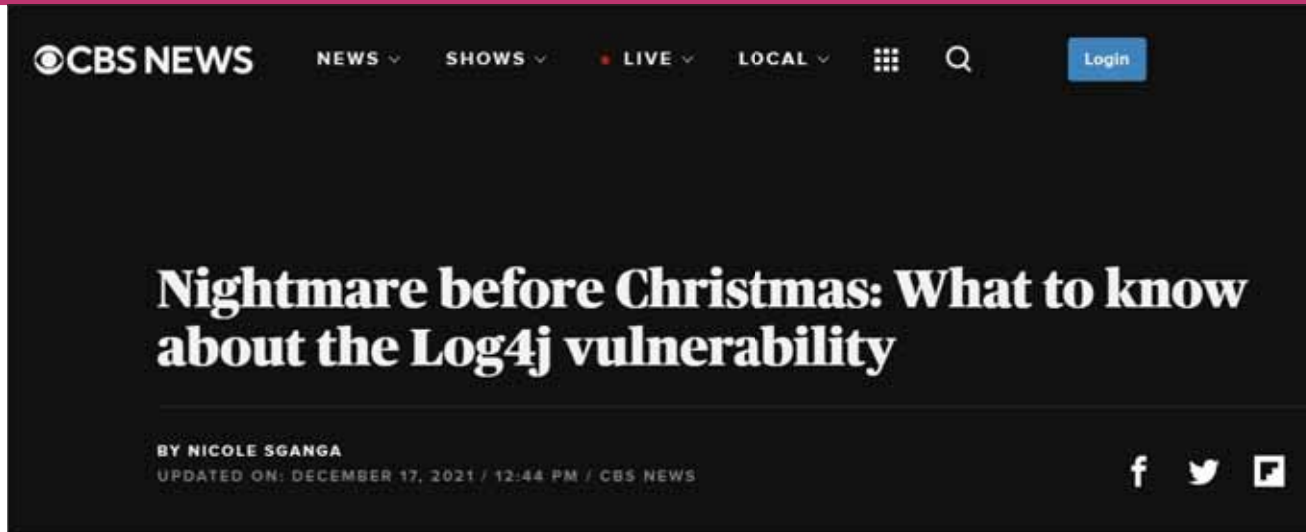 CBS NEWS NEWS SHOWS LIVE LOCAL Login
Nightmare before Christmas: What to know
about the Log4j vulnerability
BY NICOLE SGANGA
UPDATED ON: DECEMBER 17, 2021 / 12:44 PM / CBS NEWS